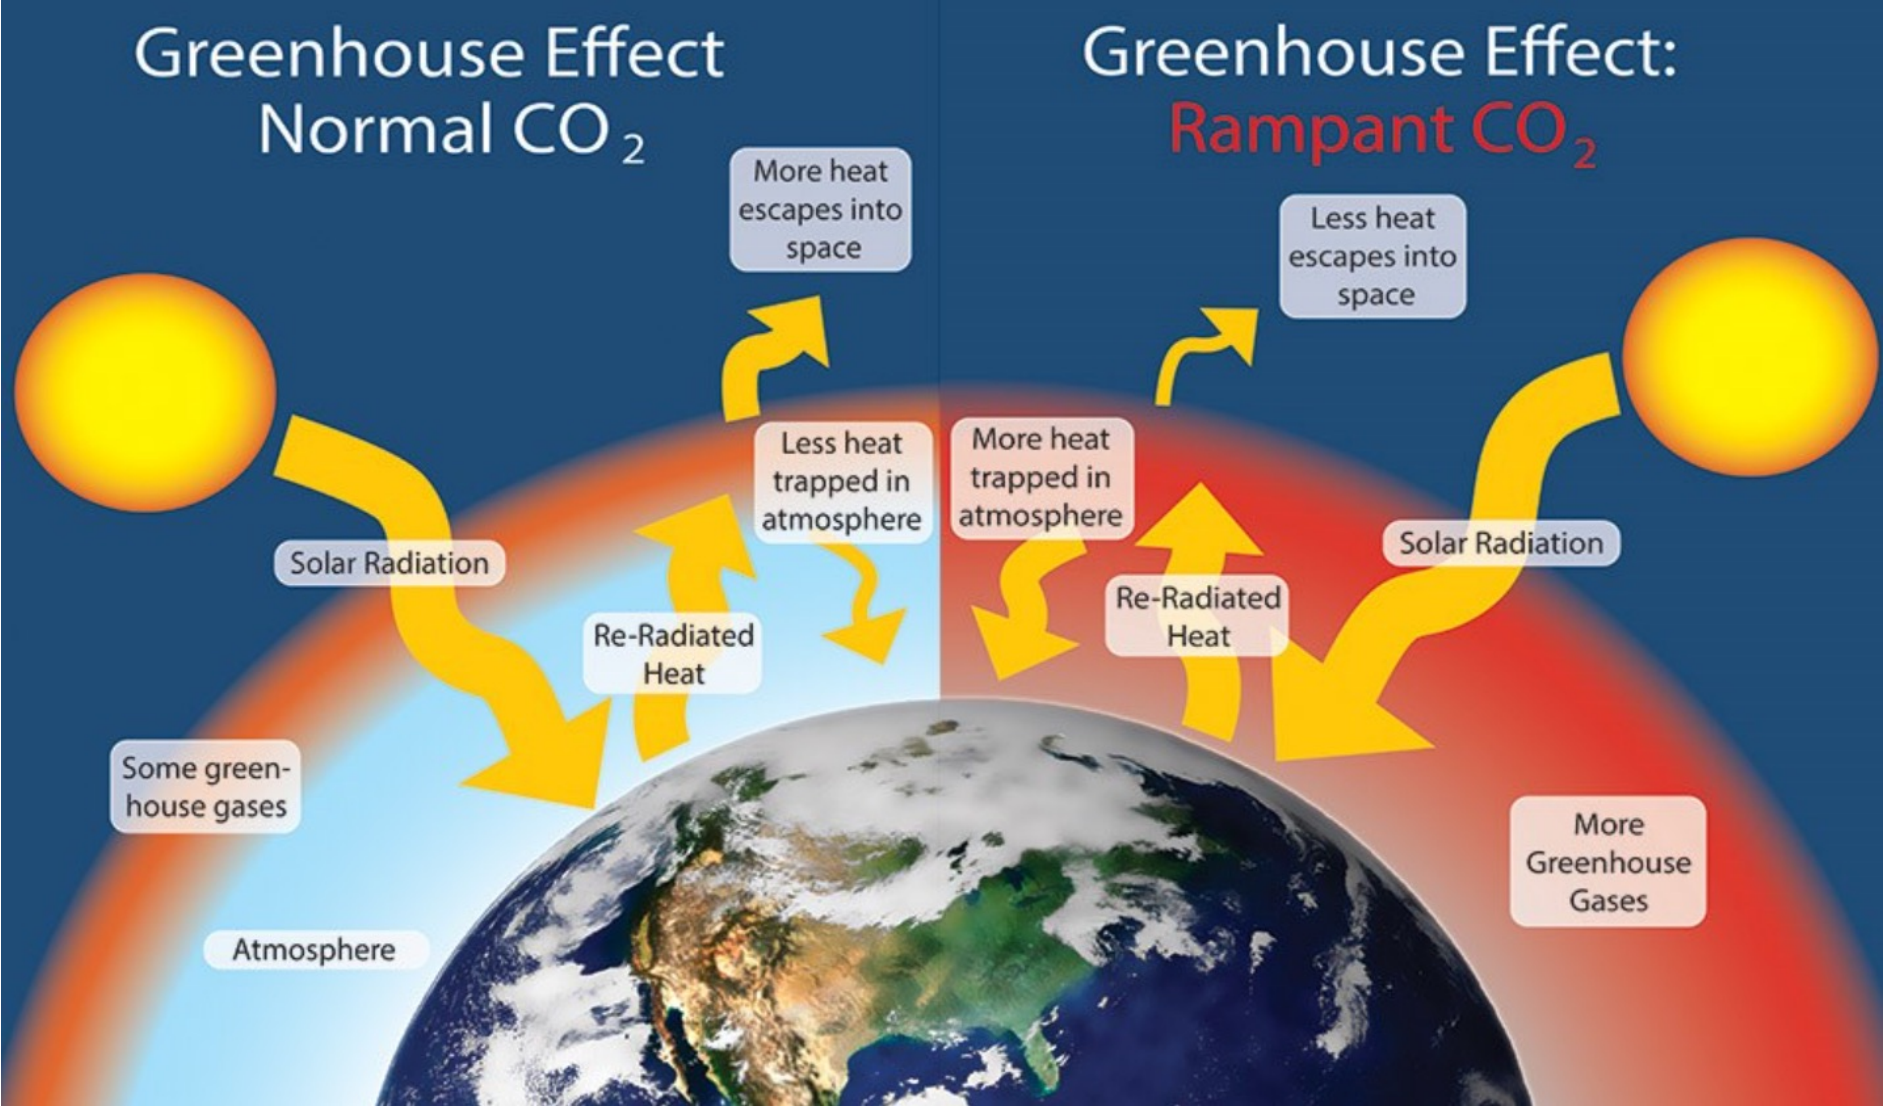 Greenhouse Effect
Normal CO₂
More heat
escapes into
space
Less heat
trapped in
atmosphere
Solar Radiation
Re-Radiated
Heat
Some green-
house gases
Atmosphere
Greenhouse Effect:
Rampant CO₂
Less heat
escapes into
space
More heat
trapped in
atmosphere
Solar Radiation
Re-Radiated
Heat
More
Greenhouse
Gases